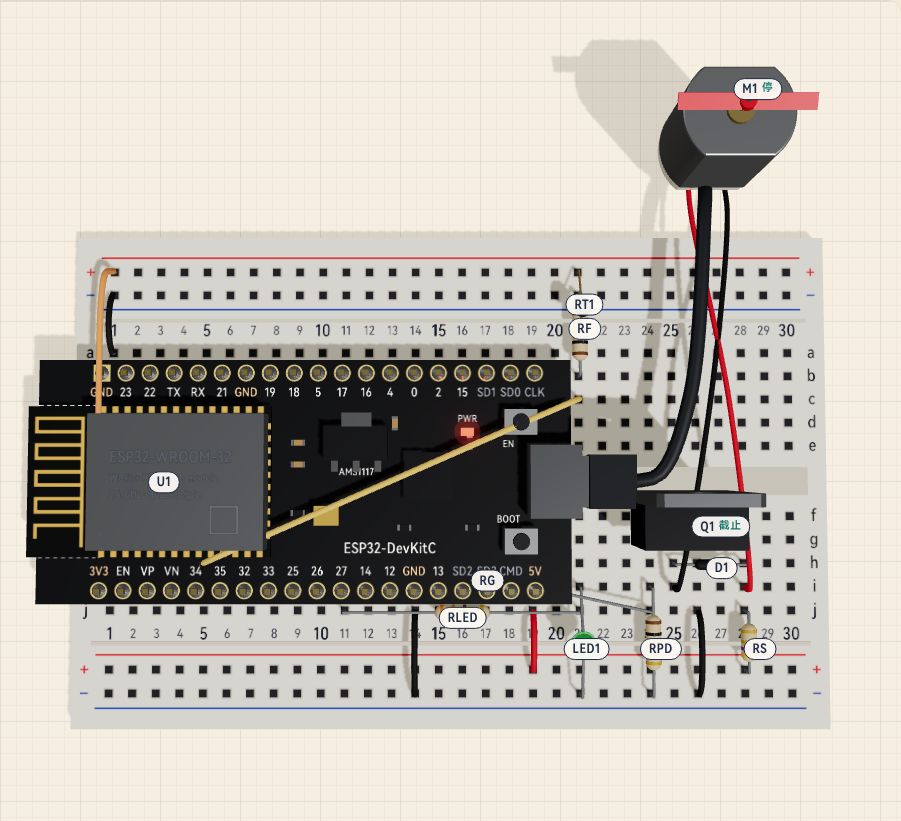 M1 停
+ +
− −
RT1
1 2 3 4 5 6 7 8 9 10 11 12 13 14 15 16 17 18 19 20 22 23 24 25 26 27 28 29 30
RF
a a
b
GND 23 22 TX RX 21 GND 19 18 5 17 16 4 0 2 15 SD1 SD0 CLK
c
d
e
PWR
EN
ESP32-WROOM-32
AMS1117
U1
f
g
h
i
j j
BOOT
Q1 截止
ESP32-DevKitC
D1
3V3 EN VP VN 34 35 32 33 25 26 27 14 12 GND 13 SD2 SD3 CMD 5V
RG
RLED
1 2 3 4 5 6 7 8 9 10 11 12 13 14 15 16 17 18 19 20 22 23 25 26 27 29 30
LED1
RPD
RS
+ +
− −